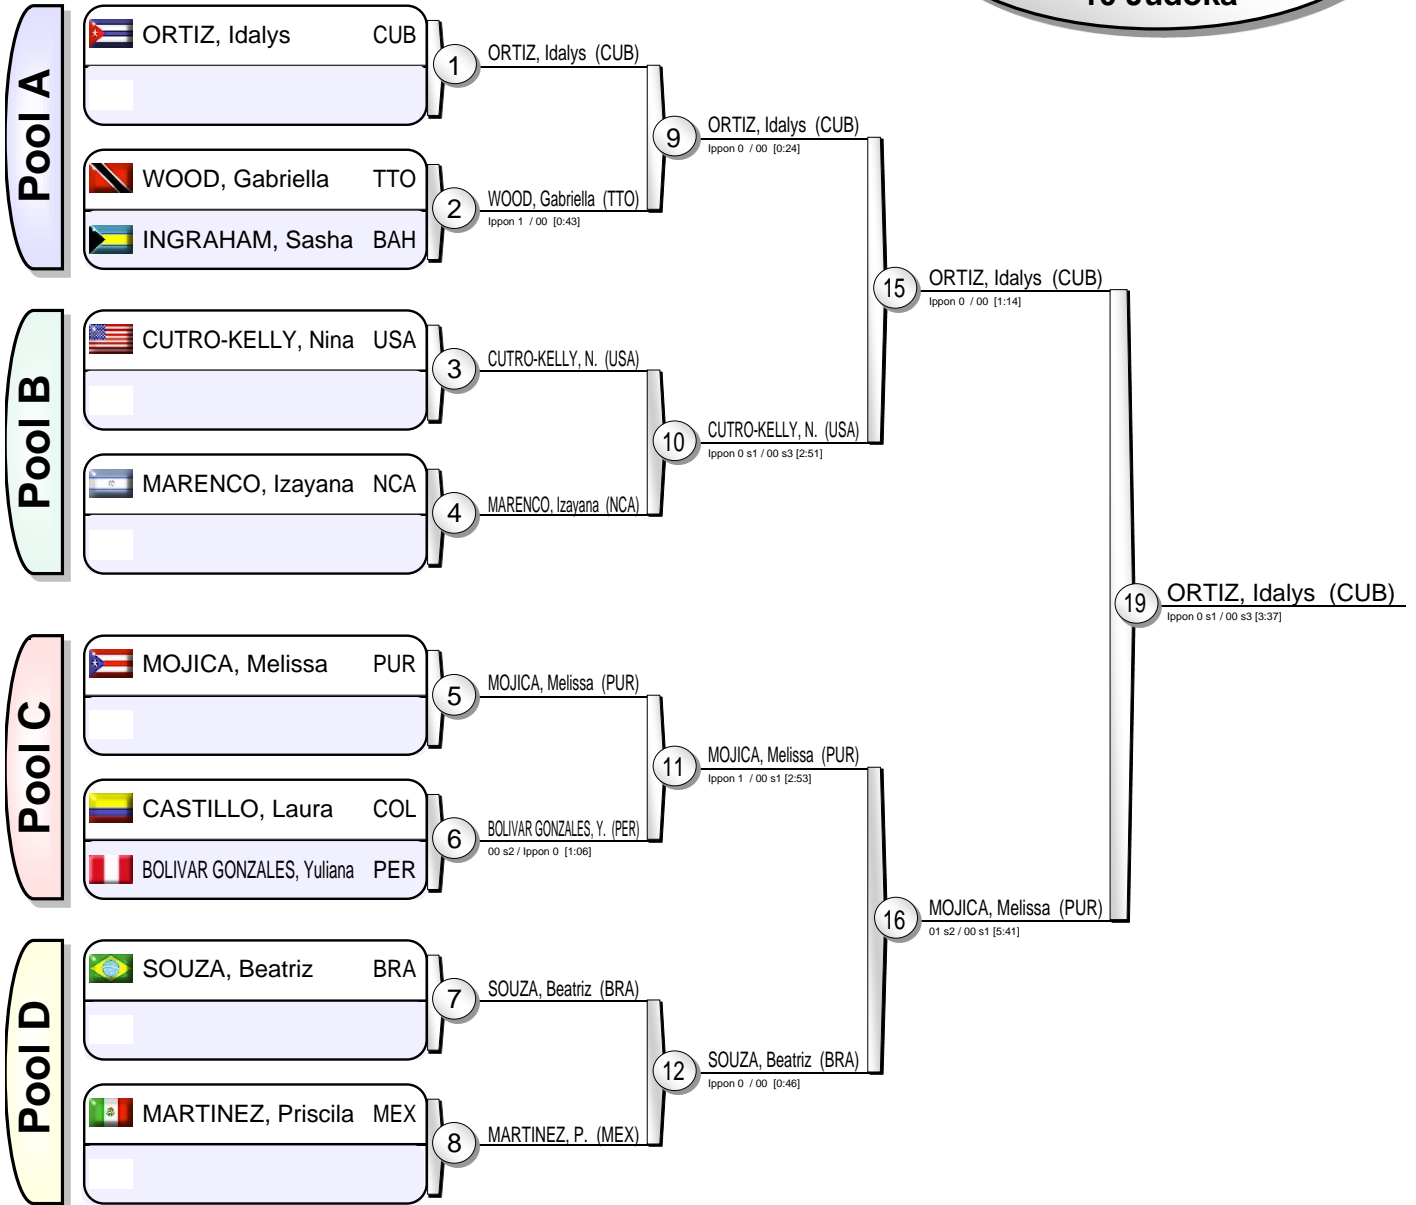 10 Judoka
Pool A
ORTIZ, Idalys CUB
WOOD, Gabriella TTO
INGRAHAM, Sasha BAH
1
ORTIZ, Idalys (CUB)
2
WOOD, Gabriella (TTO)
Ippon 1 / 00 [0:43]
9
ORTIZ, Idalys (CUB)
Ippon 0 / 00 [0:24]
Pool B
CUTRO-KELLY, Nina USA
MARENCO, Izayana NCA
3
CUTRO-KELLY, N. (USA)
4
MARENCO, Izayana (NCA)
10
CUTRO-KELLY, N. (USA)
Ippon 0 s1 / 00 s3 [2:51]
15
ORTIZ, Idalys (CUB)
Ippon 0 / 00 [1:14]
Pool C
MOJICA, Melissa PUR
CASTILLO, Laura COL
BOLIVAR GONZALES, Yuliana PER
5
MOJICA, Melissa (PUR)
6
BOLIVAR GONZALES, Y. (PER)
00 s2 / Ippon 0 [1:06]
11
MOJICA, Melissa (PUR)
Ippon 1 / 00 s1 [2:53]
Pool D
SOUZA, Beatriz BRA
MARTINEZ, Priscila MEX
7
SOUZA, Beatriz (BRA)
8
MARTINEZ, P. (MEX)
12
SOUZA, Beatriz (BRA)
Ippon 0 / 00 [0:46]
16
MOJICA, Melissa (PUR)
01 s2 / 00 s1 [5:41]
19
ORTIZ, Idalys (CUB)
Ippon 0 s1 / 00 s3 [3:37]